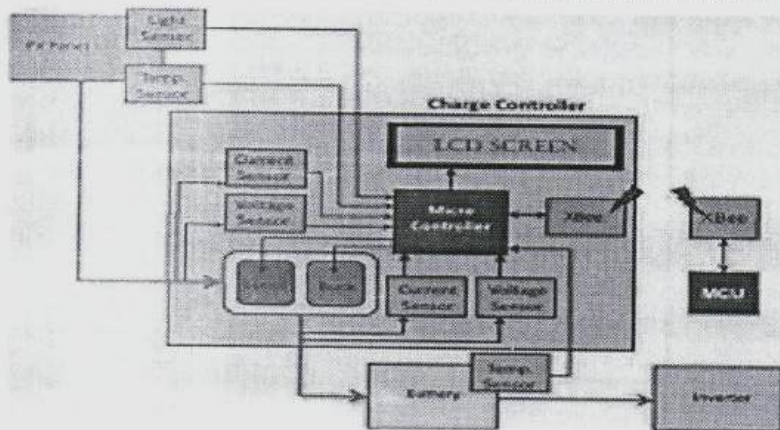 Light
Sensor
PV Panel
Temp.
Sensor
Charge Controller
LCD SCREEN
Current
Sensor
Voltage
Sensor
Micro
Controller
XBee
XBee
Boost
Buck
Current
Sensor
Voltage
Sensor
MCU
Temp.
Sensor
Battery
Inverter